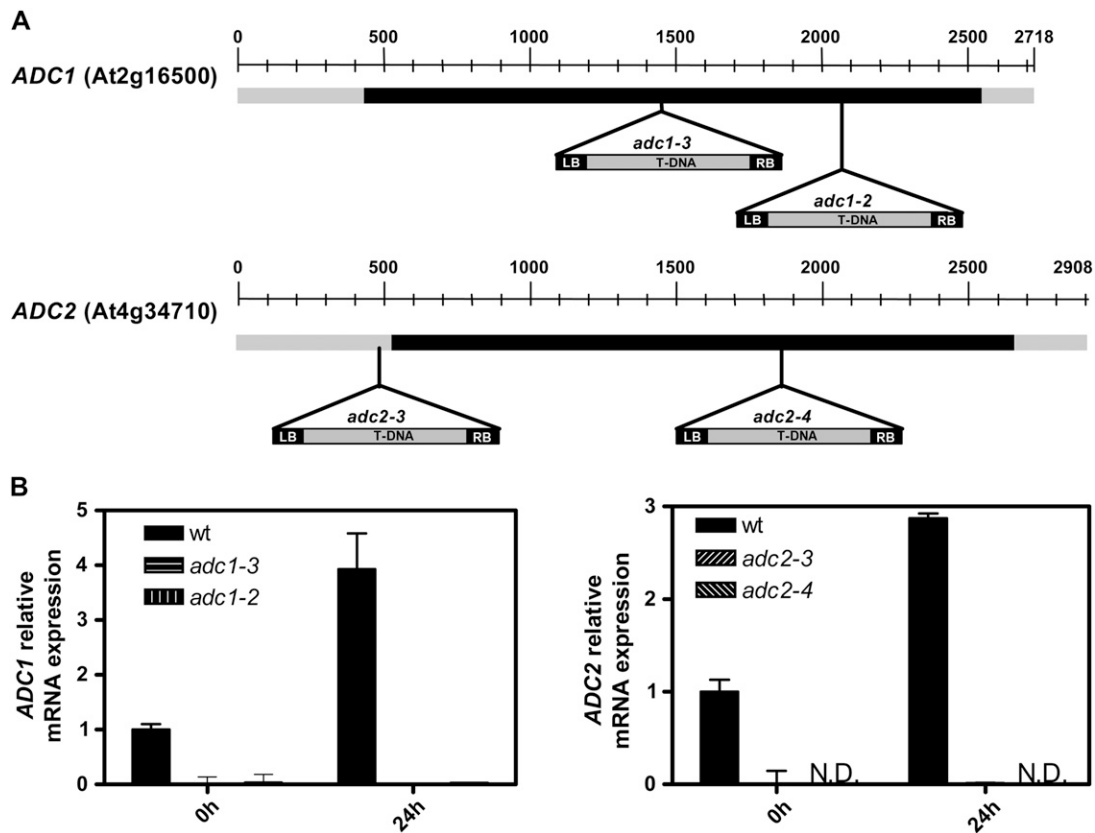 A
0 500 1000 1500 2000 2500 2718
ADC1 (At2g16500)
adc1-3
LB T-DNA RB
adc1-2
LB T-DNA RB
0 500 1000 1500 2000 2500 2908
ADC2 (At4g34710)
adc2-3
LB T-DNA RB
adc2-4
LB T-DNA RB
B
ADC1 relative
mRNA expression
5
4
3
2
1
0
wt
adc1-3
adc1-2
0h
24h
ADC2 relative
mRNA expression
3
2
1
0
wt
adc2-3
adc2-4
N.D.
N.D.
0h
24h